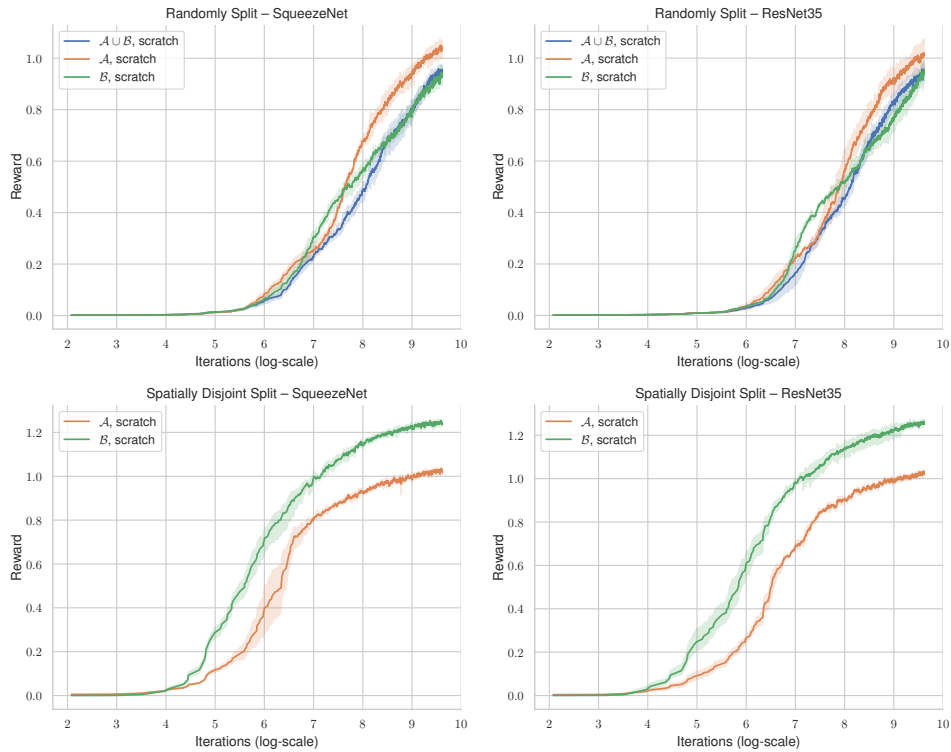 Randomly Split – SqueezeNet
𝒜 ∪ ℬ, scratch
𝒜, scratch
ℬ, scratch
Reward
1.0
0.8
0.6
0.4
0.2
0.0
2 3 4 5 6 7 8 9 10
Iterations (log-scale)
Randomly Split – ResNet35
𝒜 ∪ ℬ, scratch
𝒜, scratch
ℬ, scratch
Reward
1.0
0.8
0.6
0.4
0.2
0.0
2 3 4 5 6 7 8 9 10
Iterations (log-scale)
Spatially Disjoint Split – SqueezeNet
𝒜, scratch
ℬ, scratch
Reward
1.2
1.0
0.8
0.6
0.4
0.2
0.0
2 3 4 5 6 7 8 9 10
Iterations (log-scale)
Spatially Disjoint Split – ResNet35
𝒜, scratch
ℬ, scratch
Reward
1.2
1.0
0.8
0.6
0.4
0.2
0.0
2 3 4 5 6 7 8 9 10
Iterations (log-scale)